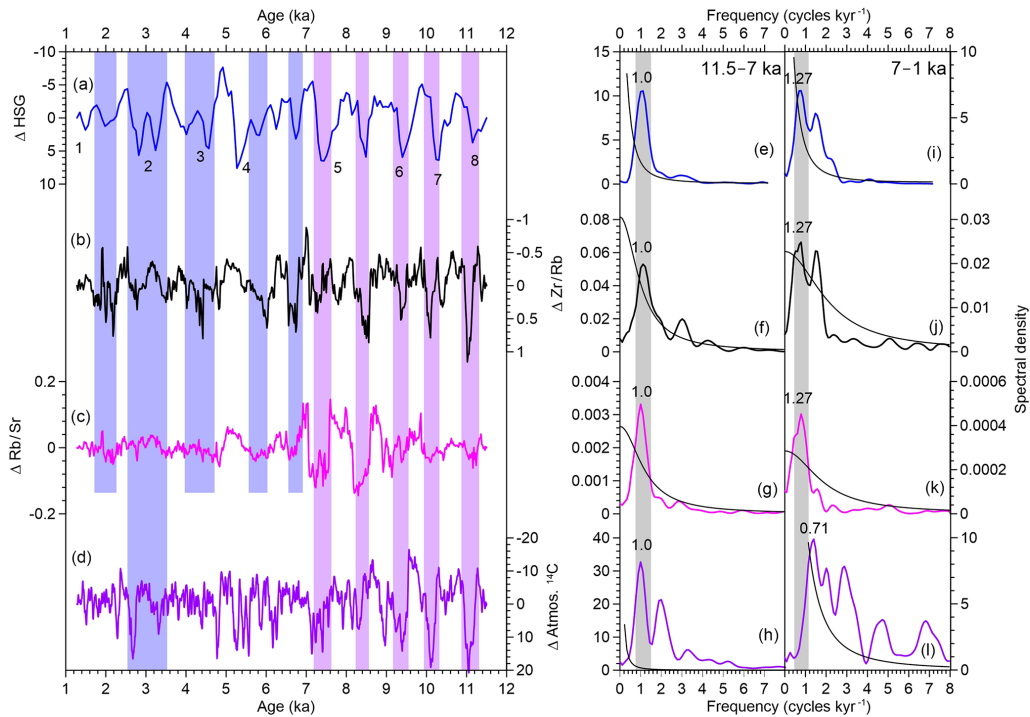 Age (ka)
1 2 3 4 5 6 7 8 9 10 11 12
-10
-5
0
5
10
Δ HSG
(a)
1 2 3 4 5 6 7 8
-1
-0.5
0
0.5
1
Δ Zr/Rb
(b)
0.2
0
-0.2
Δ Rb/Sr
(c)
-20
-10
0
10
20
Δ Atmos. ¹⁴C
(d)
1 2 3 4 5 6 7 8 9 10 11 12
Age (ka)
Frequency (cycles kyr⁻¹)
0 1 2 3 4 5 6 7 0 1 2 3 4 5 6 7 8
11.5–7 ka
7–1 ka
15
10
5
0
1.0
(e)
10
8
6
4
2
0
1.27
(i)
0.08
0.06
0.04
0.02
0
1.0
(f)
0.03
0.02
0.01
0
1.27
(j)
0.004
0.003
0.002
0.001
0
1.0
(g)
0.0006
0.0004
0.0002
0
1.27
(k)
40
30
20
10
0
1.0
(h)
10
5
0
0.71
(l)
Spectral density
0 1 2 3 4 5 6 7 0 1 2 3 4 5 6 7 8
Frequency (cycles kyr⁻¹)